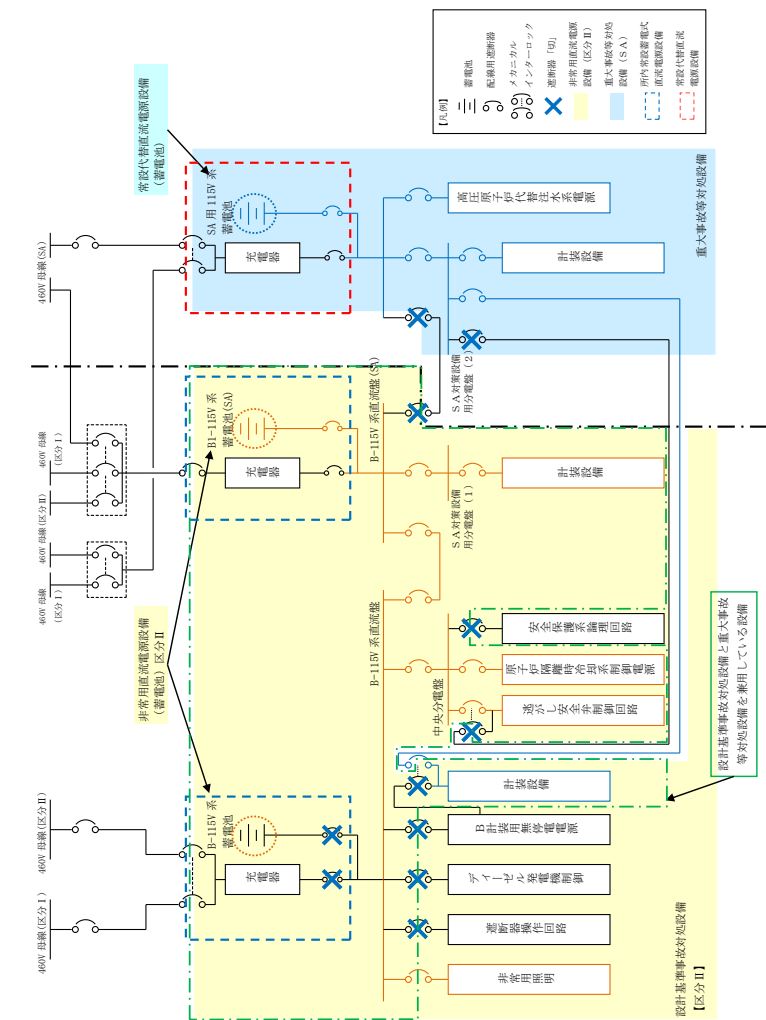 【凡例】
蓄電池
配線用遮断器
メカニカル
インターロック
遮断器「切」
非常用直流電源
設備（区分Ⅱ）
重大事故等対処
設備（SA）
所内常設蓄電式
直流電源設備
常設代替直流
電源設備
常設代替直流電源設備
（蓄電池）
460V 母線(SA)
SA用 115V 系
蓄電池
充電器
高圧原子炉代替注水系電源
計装設備
重大事故等対処設備
SA対策設備
用分電盤（2）
460V 母線
(区分Ⅰ)
460V 母線(区分Ⅱ)
460V 母線
460V 母線
(区分Ⅰ)
B1-115V 系
蓄電池(SA)
充電器
B-115V 系直流盤(SA)
SA対策設備
用分電盤（1）
計装設備
非常用直流電源設備
（蓄電池）区分Ⅱ
B-115V 系直流盤
中央分電盤
安全保護系論理回路
原子炉隔離時冷却系制御電源
逃がし安全弁制御回路
計装設備
設計基準事故対処設備と重大事故
等対処設備を兼用している設備
460V 母線(区分Ⅱ)
460V 母線(区分Ⅰ)
B-115V 系
蓄電池
充電器
B計装用無停電電源
ディーゼル発電機制御
遮断器操作回路
非常用照明
設計基準事故対処設備
【区分Ⅱ】